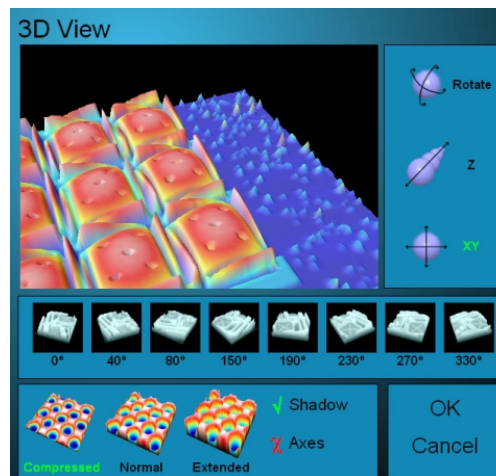 3D View
Rotate
Z
XY
0° 40° 80° 150° 190° 230° 270° 330°
Compressed Normal Extended
√ Shadow
χ Axes
OK
Cancel